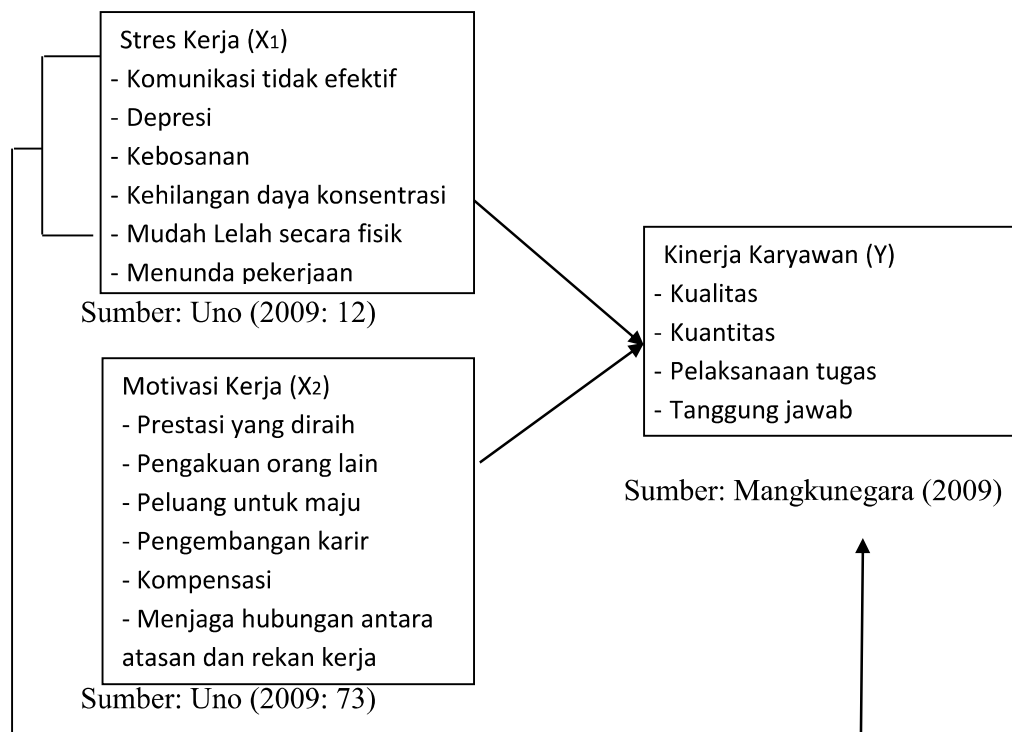 Stres Kerja (X1)
- Komunikasi tidak efektif
- Depresi
- Kebosanan
- Kehilangan daya konsentrasi
- Mudah Lelah secara fisik
- Menunda pekerjaan
Sumber: Uno (2009: 12)
Motivasi Kerja (X2)
- Prestasi yang diraih
- Pengakuan orang lain
- Peluang untuk maju
- Pengembangan karir
- Kompensasi
- Menjaga hubungan antara
atasan dan rekan kerja
Sumber: Uno (2009: 73)
Kinerja Karyawan (Y)
- Kualitas
- Kuantitas
- Pelaksanaan tugas
- Tanggung jawab
Sumber: Mangkunegara (2009)